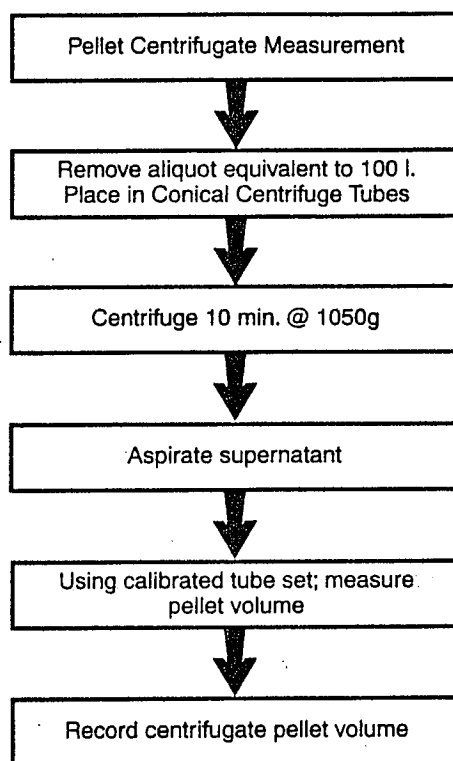 Pellet Centrifugate Measurement
Remove aliquot equivalent to 100 l.
Place in Conical Centrifuge Tubes
Centrifuge 10 min. @ 1050g
Aspirate supernatant
Using calibrated tube set; measure
pellet volume
Record centrifugate pellet volume